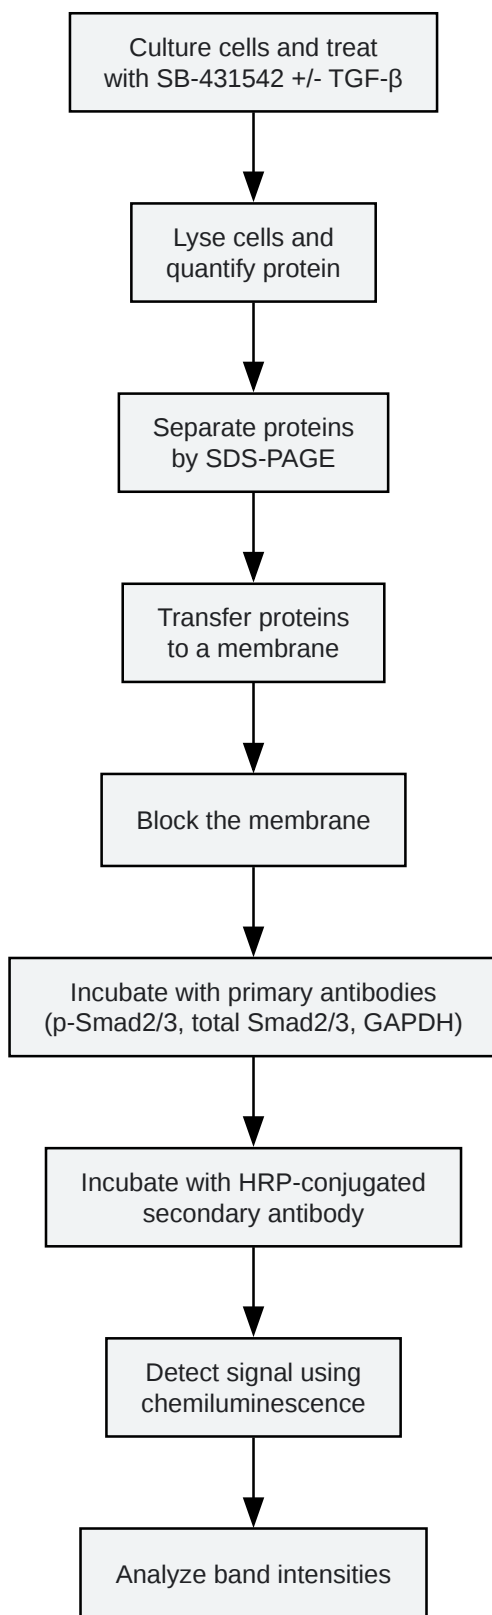 Culture cells and treat
with SB-431542 +/- TGF-β
Lyse cells and
quantify protein
Separate proteins
by SDS-PAGE
Transfer proteins
to a membrane
Block the membrane
Incubate with primary antibodies
(p-Smad2/3, total Smad2/3, GAPDH)
Incubate with HRP-conjugated
secondary antibody
Detect signal using
chemiluminescence
Analyze band intensities